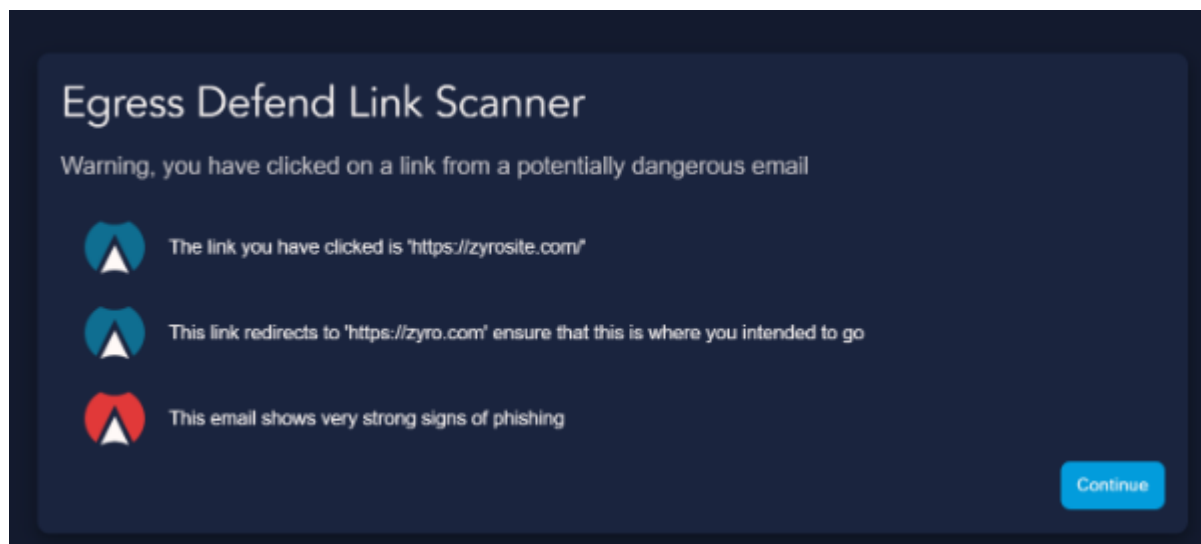 Egress Defend Link Scanner
Warning, you have clicked on a link from a potentially dangerous email
The link you have clicked is 'https://zyrosite.com/'
This link redirects to 'https://zyro.com' ensure that this is where you intended to go
This email shows very strong signs of phishing
Continue